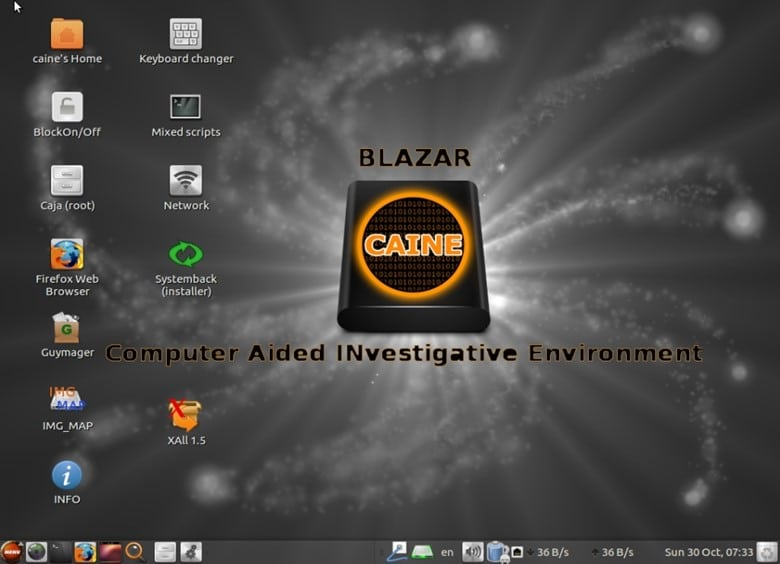 caine's Home
Keyboard changer
BlockOn/Off
Mixed scripts
BLAZAR
Caja (root)
Network
CAINE
Firefox Web
Browser
Systemback
(installer)
Guymager
Computer Aided INvestigative Environment
IMG
MAP
IMG_MAP
XAll 1.5
INFO
MENU
en
36 B/s
36 B/s
Sun 30 Oct, 07:33